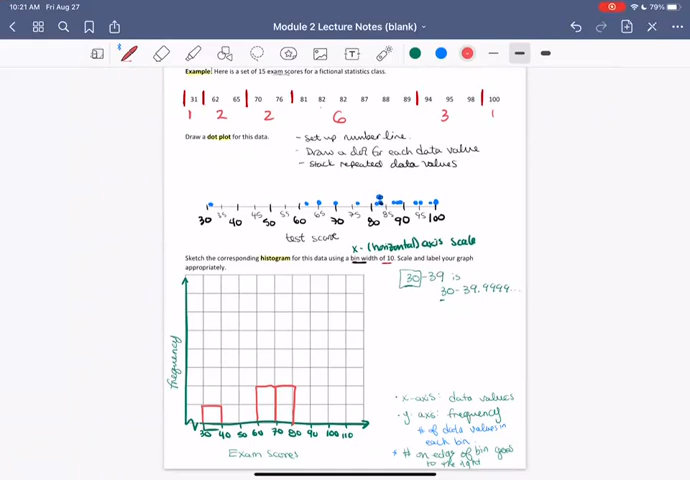 10:21 AM Fri Aug 27
79%
Module 2 Lecture Notes (blank)
Example: Here is a set of 15 exam scores for a fictional statistics class.
31 62 65 70 76 81 82 82 87 88 89 94 95 98 100
1 2 2 6 3 1
Draw a dot plot for this data.
- Set up number line.
- Draw a dot for each data value
- stack repeated data values
30 35 40 45 50 55 60 65 70 75 80 85 90 95 100
test score
x-(horizontal) axis scale
Sketch the corresponding histogram for this data using a bin width of 10. Scale and label your graph
appropriately.
30-39 is
30-39.9999...
frequency
30 40 50 60 70 80 90 100 110
Exam Scores
• x-axis: data values
• y-axis: frequency
# of data values in
each bin
* # on edge of bin goes
to the right